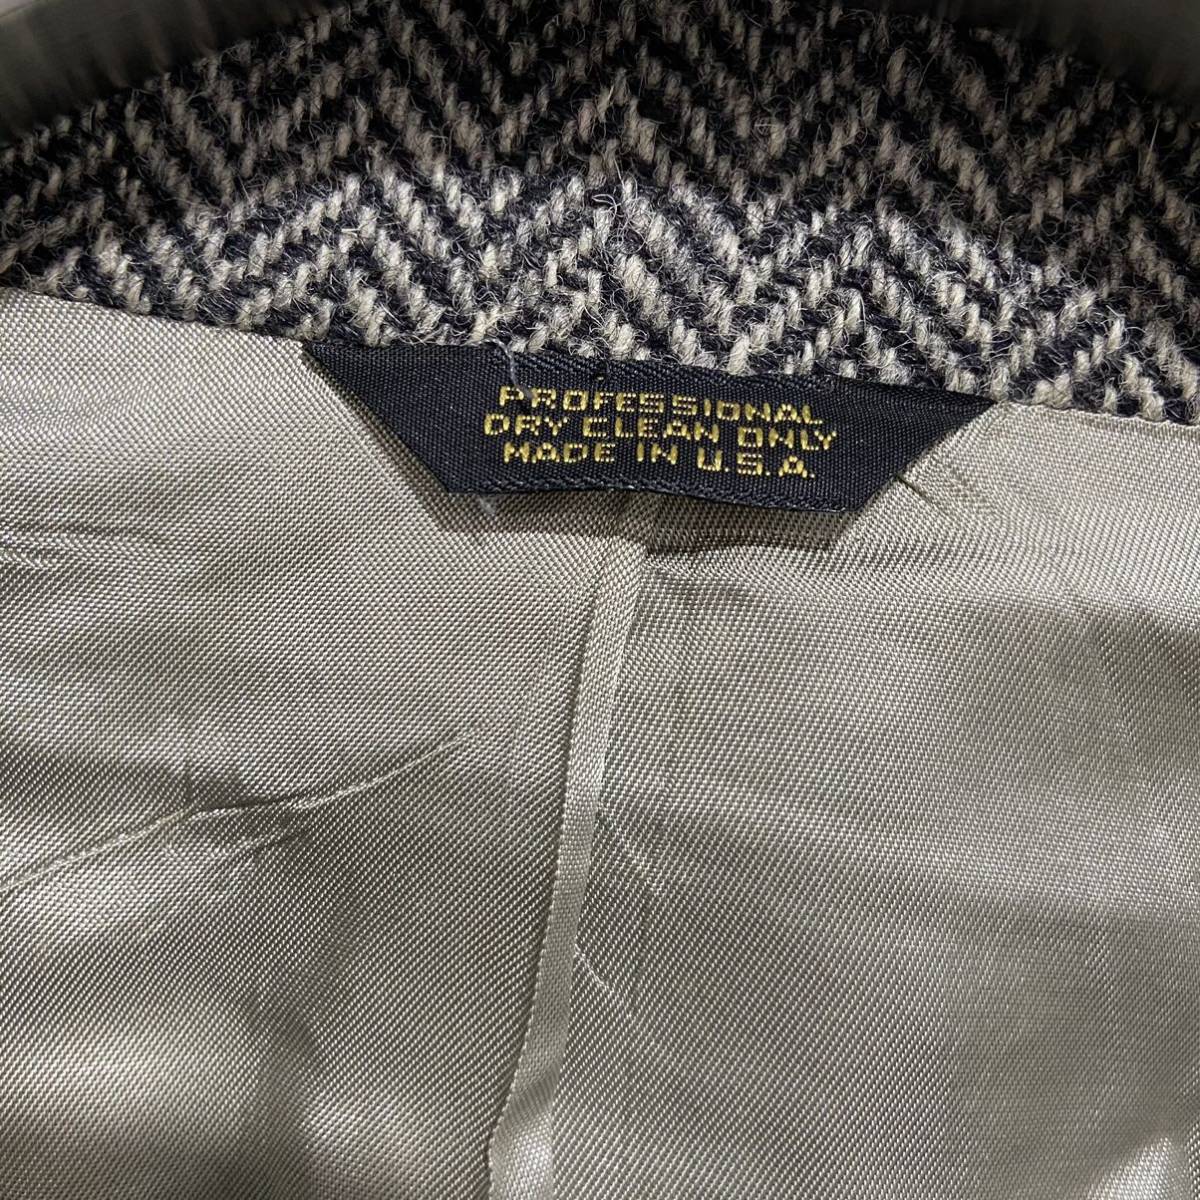 PROFESSIONAL
DRY CLEAN ONLY
MADE IN U.S.A.